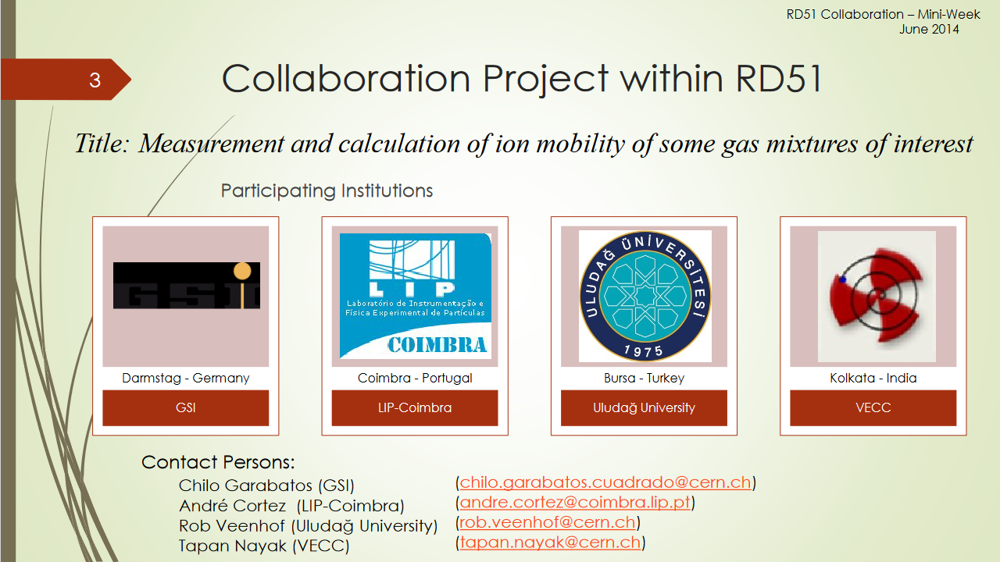 RD51 Collaboration – Mini-Week
June 2014
3
Collaboration Project within RD51
Title: Measurement and calculation of ion mobility of some gas mixtures of interest
Participating Institutions
GSI
LIP
Laboratório de Instrumentação e
Física Experimental de Partículas
COIMBRA
ULUDAĞ ÜNİVERSİTESİ
1975
Darmstag - Germany
Coimbra - Portugal
Bursa - Turkey
Kolkata - India
GSI
LIP-Coimbra
Uludağ University
VECC
Contact Persons:
Chilo Garabatos (GSI) (chilo.garabatos.cuadrado@cern.ch)
André Cortez (LIP-Coimbra) (andre.cortez@coimbra.lip.pt)
Rob Veenhof (Uludağ University) (rob.veenhof@cern.ch)
Tapan Nayak (VECC) (tapan.nayak@cern.ch)